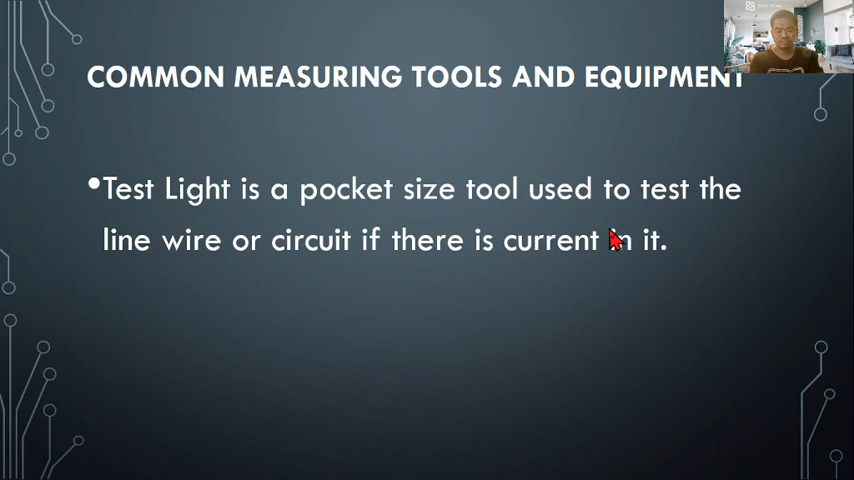 COMMON MEASURING TOOLS AND EQUIPMENT
•Test Light is a pocket size tool used to test the
line wire or circuit if there is current in it.